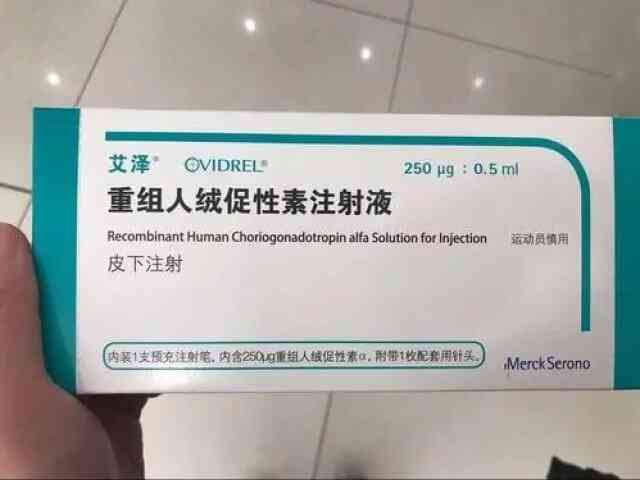 艾泽® OVIDREL® 250 μg : 0.5 ml
重组人绒促性素注射液
Recombinant Human Choriogonadotropin alfa Solution for Injection 运动员慎用
皮下注射
内装1支预充注射笔，内含250μg重组人绒促性素α，附带1枚配套用针头。
Merck Serono